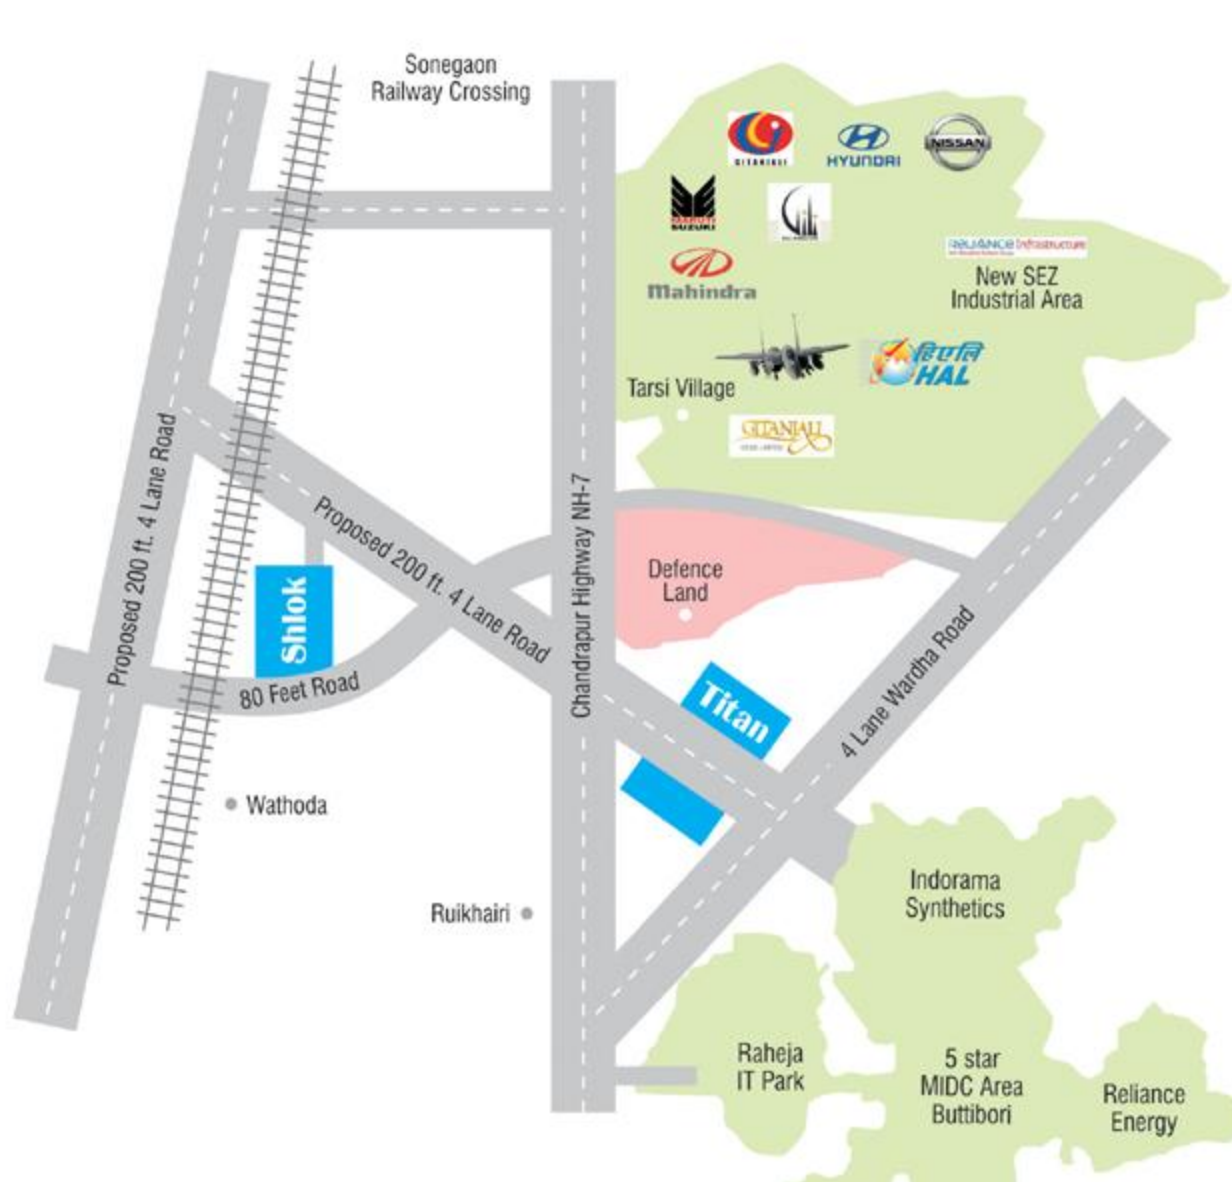 Sonegaon
Railway Crossing
GITANJALI
HYUNDAI
NISSAN
MARUTI
SUZUKI
RELIANCE Infrastructure
Mahindra
New SEZ
Industrial Area
हिएलि
HAL
Tarsi Village
GITANJALI
Proposed 200 ft. 4 Lane Road
Proposed 200 ft. 4 Lane Road
Chandrapur Highway NH-7
Defence
Land
Shlok
80 Feet Road
Titan
4 Lane Wardha Road
Wathoda
Ruikhairi
Indorama
Synthetics
Raheja
IT Park
5 star
MIDC Area
Buttibori
Reliance
Energy